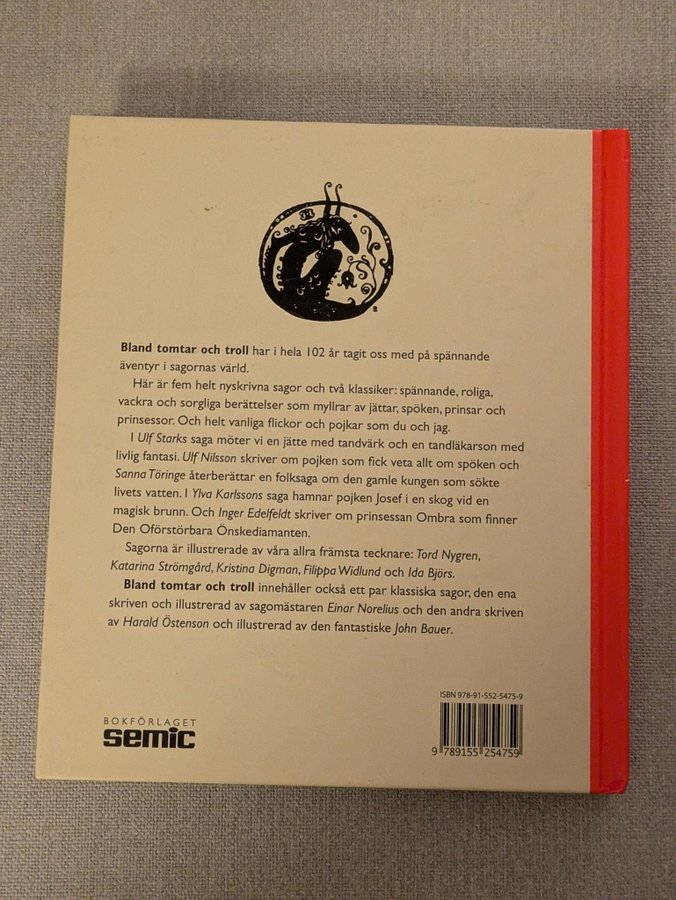 Bland tomtar och troll har i hela 102 år tagit oss med på spännande
äventyr i sagornas värld.
Här är fem helt nyskrivna sagor och två klassiker: spännande, roliga,
vackra och sorgliga berättelser som myllrar av jättar, spöken, prinsar och
prinsessor. Och helt vanliga flickor och pojkar som du och jag.
I Ulf Starks saga möter vi en jätte med tandvärk och en tandläkarson med
livlig fantasi. Ulf Nilsson skriver om pojken som fick veta allt om spöken och
Sanna Töringe återberättar en folksaga om den gamle kungen som sökte
livets vatten. I Ylva Karlssons saga hamnar pojken Josef i en skog vid en
magisk brunn. Och Inger Edelfeldt skriver om prinsessan Ombra som finner
Den Oförstörbara Önskediamanten.
Sagorna är illustrerade av våra allra främsta tecknare: Tord Nygren,
Katarina Strömgård, Kristina Digman, Filippa Widlund och Ida Björs.
Bland tomtar och troll innehåller också ett par klassiska sagor, den ena
skriven och illustrerad av sagomästaren Einar Norelius och den andra skriven
av Harald Östenson och illustrerad av den fantastiske John Bauer.
ISBN 978-91-552-5475-9
BOKFÖRLAGET
semic
9 789155 254759